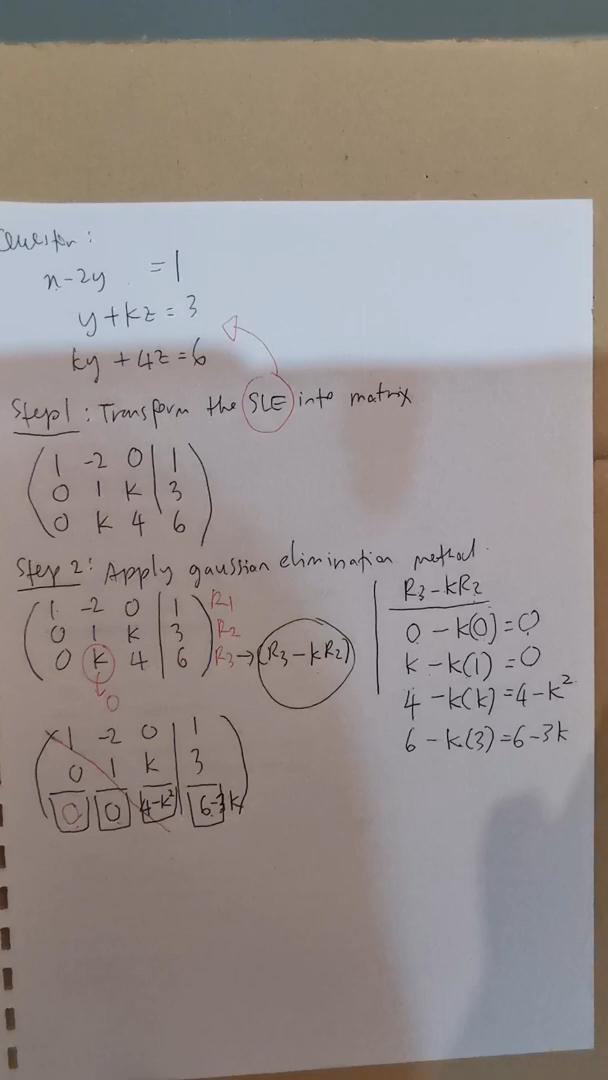 Question:
x-2y = 1
y + kz = 3
ky + 4z = 6
Step 1: Transform the SLE into matrix
1 -2 0 | 1
0 1 k | 3
0 k 4 | 6
Step 2: Apply gaussion elimination method.
1 -2 0 | 1 R1
0 1 k | 3 R2
0 k 4 | 6 R3 → (R3 - kR2)
0
R3 - kR2
0 - k(0) = 0
k - k(1) = 0
4 - k(k) = 4 - k²
6 - k(3) = 6 - 3k
1 -2 0 | 1
0 1 k | 3
0 0 4-k² | 6-3k